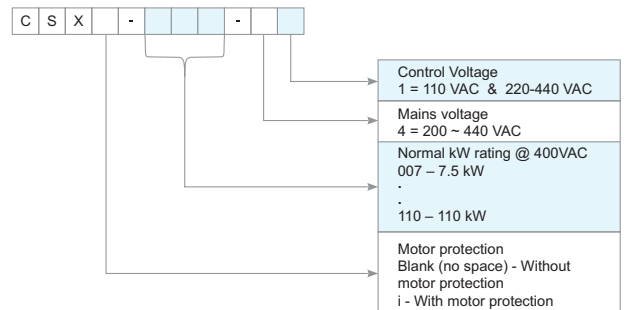 C S X - -
Control Voltage
1 = 110 VAC & 220-440 VAC
Mains voltage
4 = 200 ~ 440 VAC
Normal kW rating @ 400VAC
007 – 7.5 kW
.
.
110 – 110 kW
Motor protection
Blank (no space) - Without
motor protection
i - With motor protection